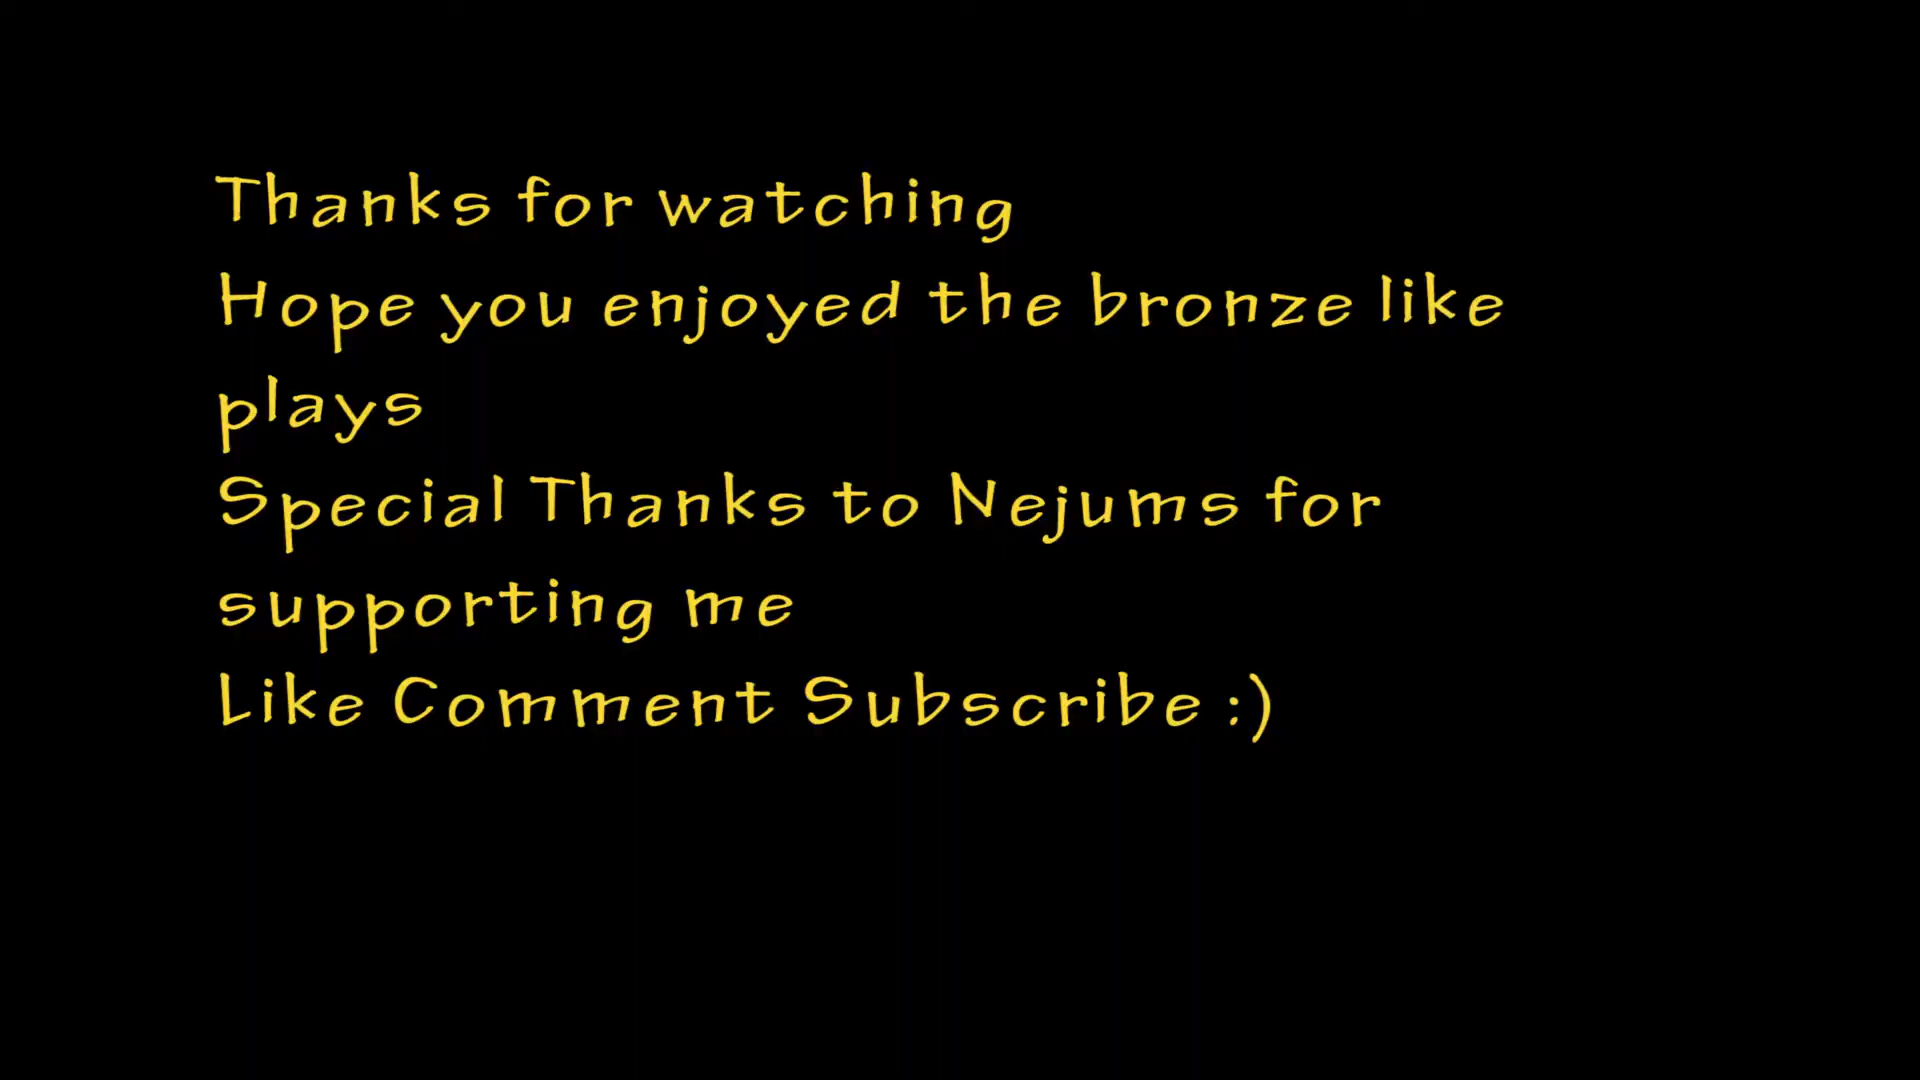 Thanks for watching
Hope you enjoyed the bronze like
plays
Special Thanks to Nejums for
supporting me
Like Comment Subscribe :)